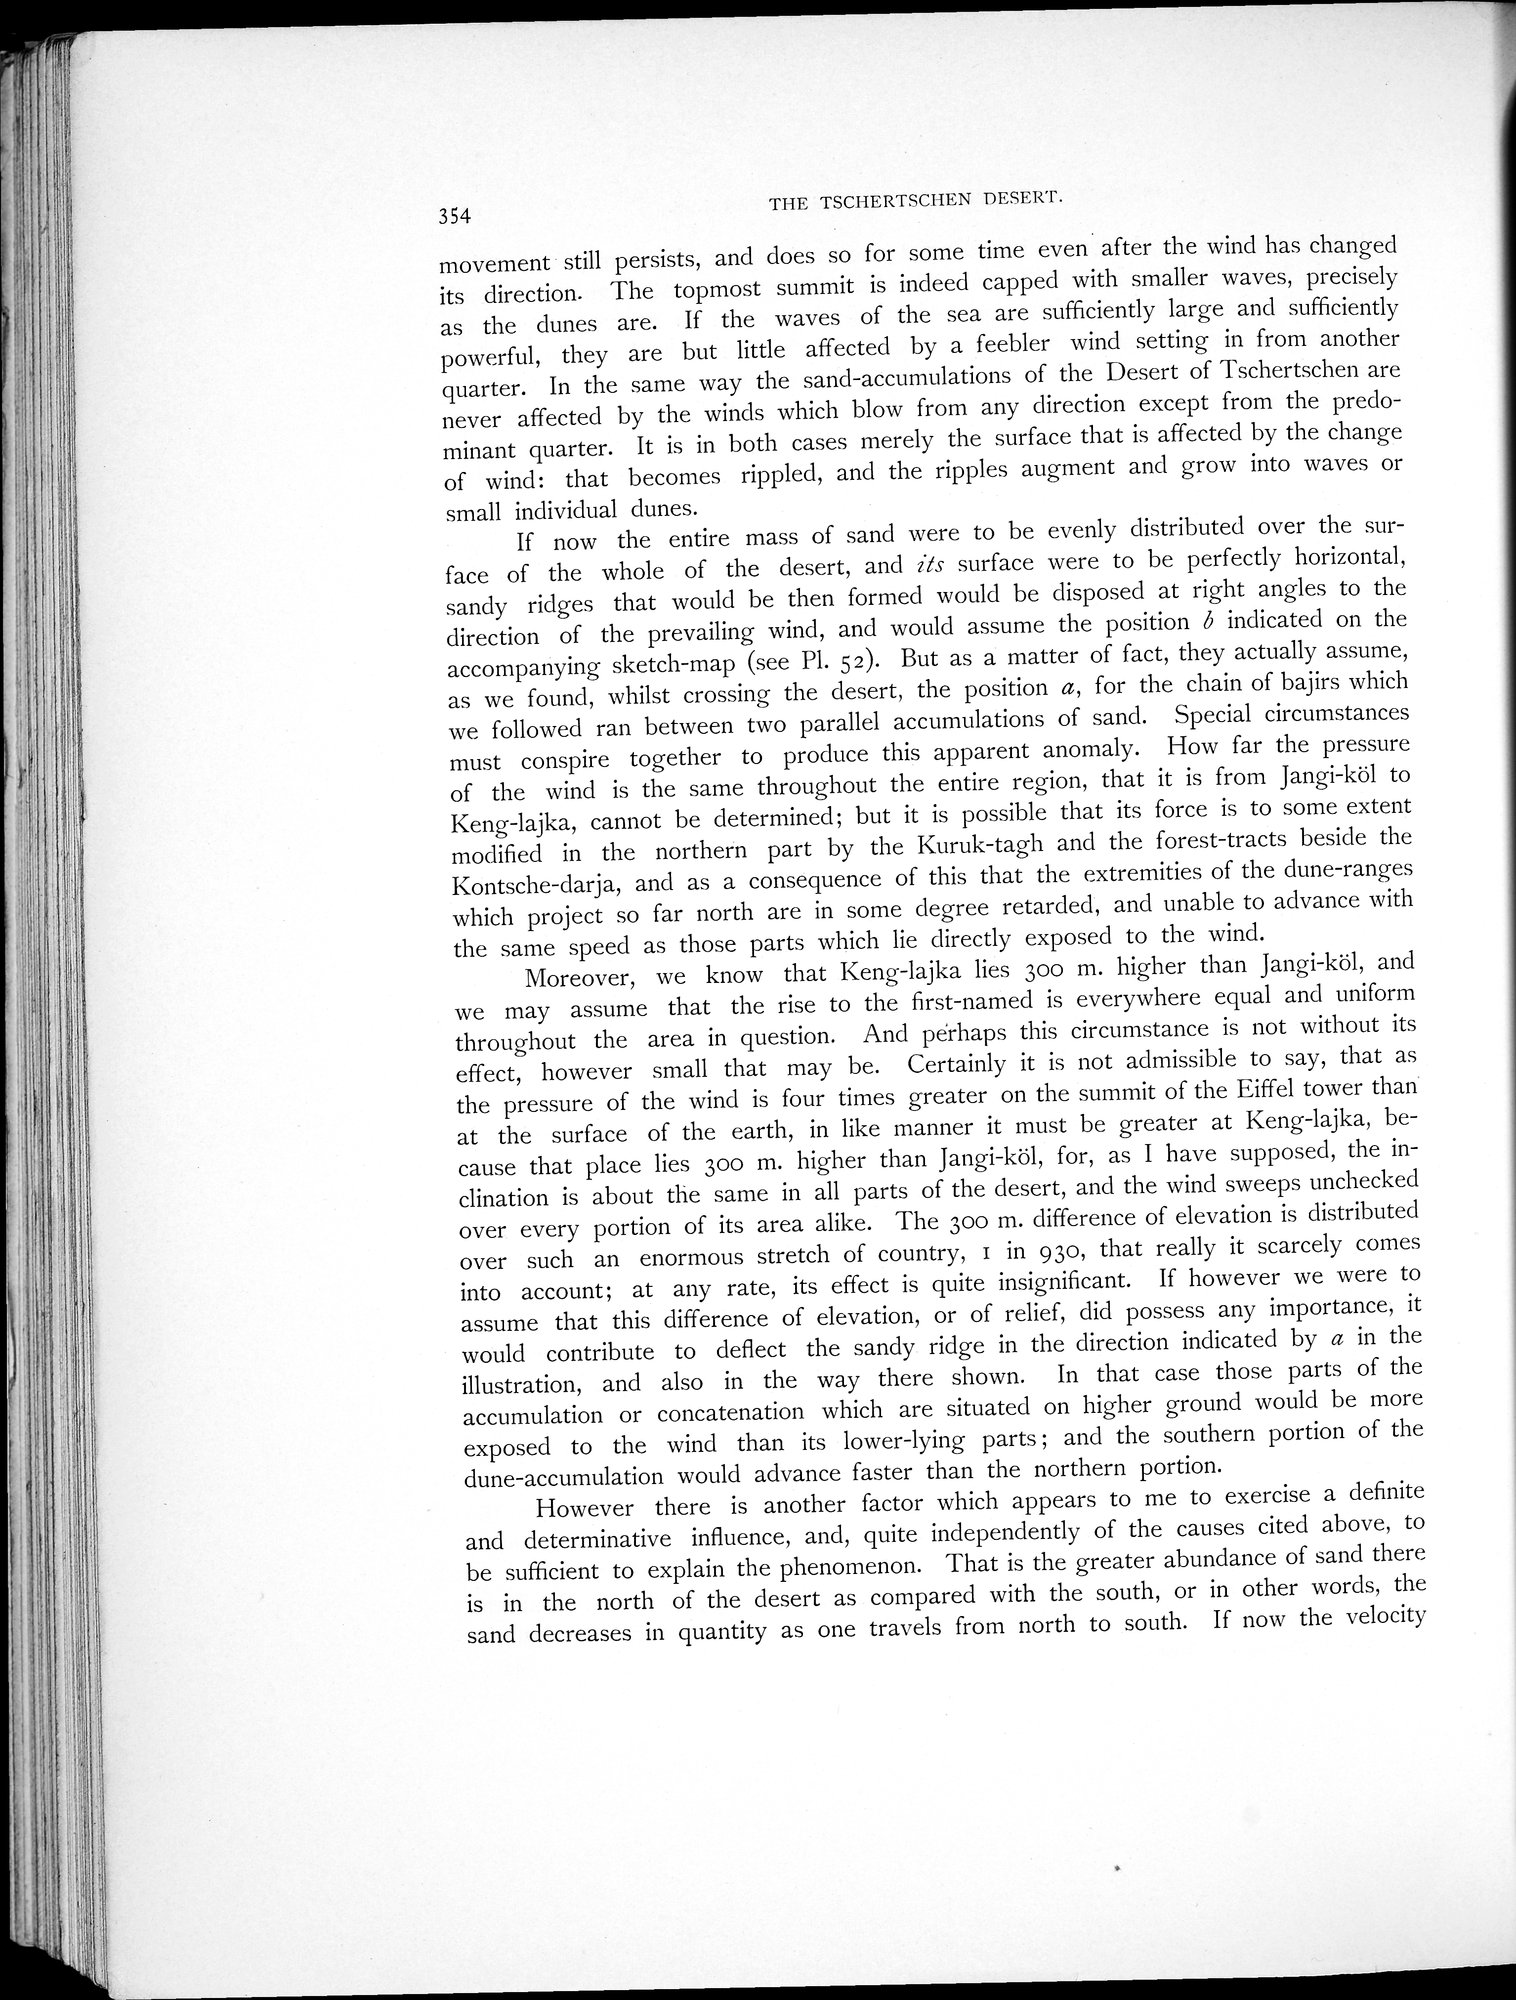 354
THE TSCHERTSCHEN DESERT.
movement still persists, and does so for some time even after the wind has changed
its direction. The topmost summit is indeed capped with smaller waves, precisely
as the dunes are. If the waves of the sea are sufficiently large and sufficiently
powerful, they are but little affected by a feebler wind setting in from another
quarter. In the same way the sand-accumulations of the Desert of Tschertschen are
never affected by the winds which blow from any direction except from the predo-
minant quarter. It is in both cases merely the surface that is affected by the change
of wind: that becomes rippled, and the ripples augment and grow into waves or
small individual dunes.
If now the entire mass of sand were to be evenly distributed over the sur-
face of the whole of the desert, and its surface were to be perfectly horizontal,
sandy ridges that would be then formed would be disposed at right angles to the
direction of the prevailing wind, and would assume the position b indicated on the
accompanying sketch-map (see Pl. 52). But as a matter of fact, they actually assume,
as we found, whilst crossing the desert, the position a, for the chain of bajirs which
we followed ran between two parallel accumulations of sand. Special circumstances
must conspire together to produce this apparent anomaly. How far the pressure
of the wind is the same throughout the entire region, that it is from Jangi-köl to
Keng-lajka, cannot be determined; but it is possible that its force is to some extent
modified in the northern part by the Kuruk-tagh and the forest-tracts beside the
Kontsche-darja, and as a consequence of this that the extremities of the dune-ranges
which project so far north are in some degree retarded, and unable to advance with
the same speed as those parts which lie directly exposed to the wind.
Moreover, we know that Keng-lajka lies 300 m. higher than Jangi-köl, and
we may assume that the rise to the first-named is everywhere equal and uniform
throughout the area in question. And perhaps this circumstance is not without its
effect, however small that may be. Certainly it is not admissible to say, that as
the pressure of the wind is four times greater on the summit of the Eiffel tower than
at the surface of the earth, in like manner it must be greater at Keng-lajka, be-
cause that place lies 300 m. higher than Jangi-köl, for, as I have supposed, the in-
clination is about the same in all parts of the desert, and the wind sweeps unchecked
over every portion of its area alike. The 300 m. difference of elevation is distributed
over such an enormous stretch of country, 1 in 930, that really it scarcely comes
into account; at any rate, its effect is quite insignificant. If however we were to
assume that this difference of elevation, or of relief, did possess any importance, it
would contribute to deflect the sandy ridge in the direction indicated by a in the
illustration, and also in the way there shown. In that case those parts of the
accumulation or concatenation which are situated on higher ground would be more
exposed to the wind than its lower-lying parts; and the southern portion of the
dune-accumulation would advance faster than the northern portion.
However there is another factor which appears to me to exercise a definite
and determinative influence, and, quite independently of the causes cited above, to
be sufficient to explain the phenomenon. That is the greater abundance of sand there
is in the north of the desert as compared with the south, or in other words, the
sand decreases in quantity as one travels from north to south. If now the velocity